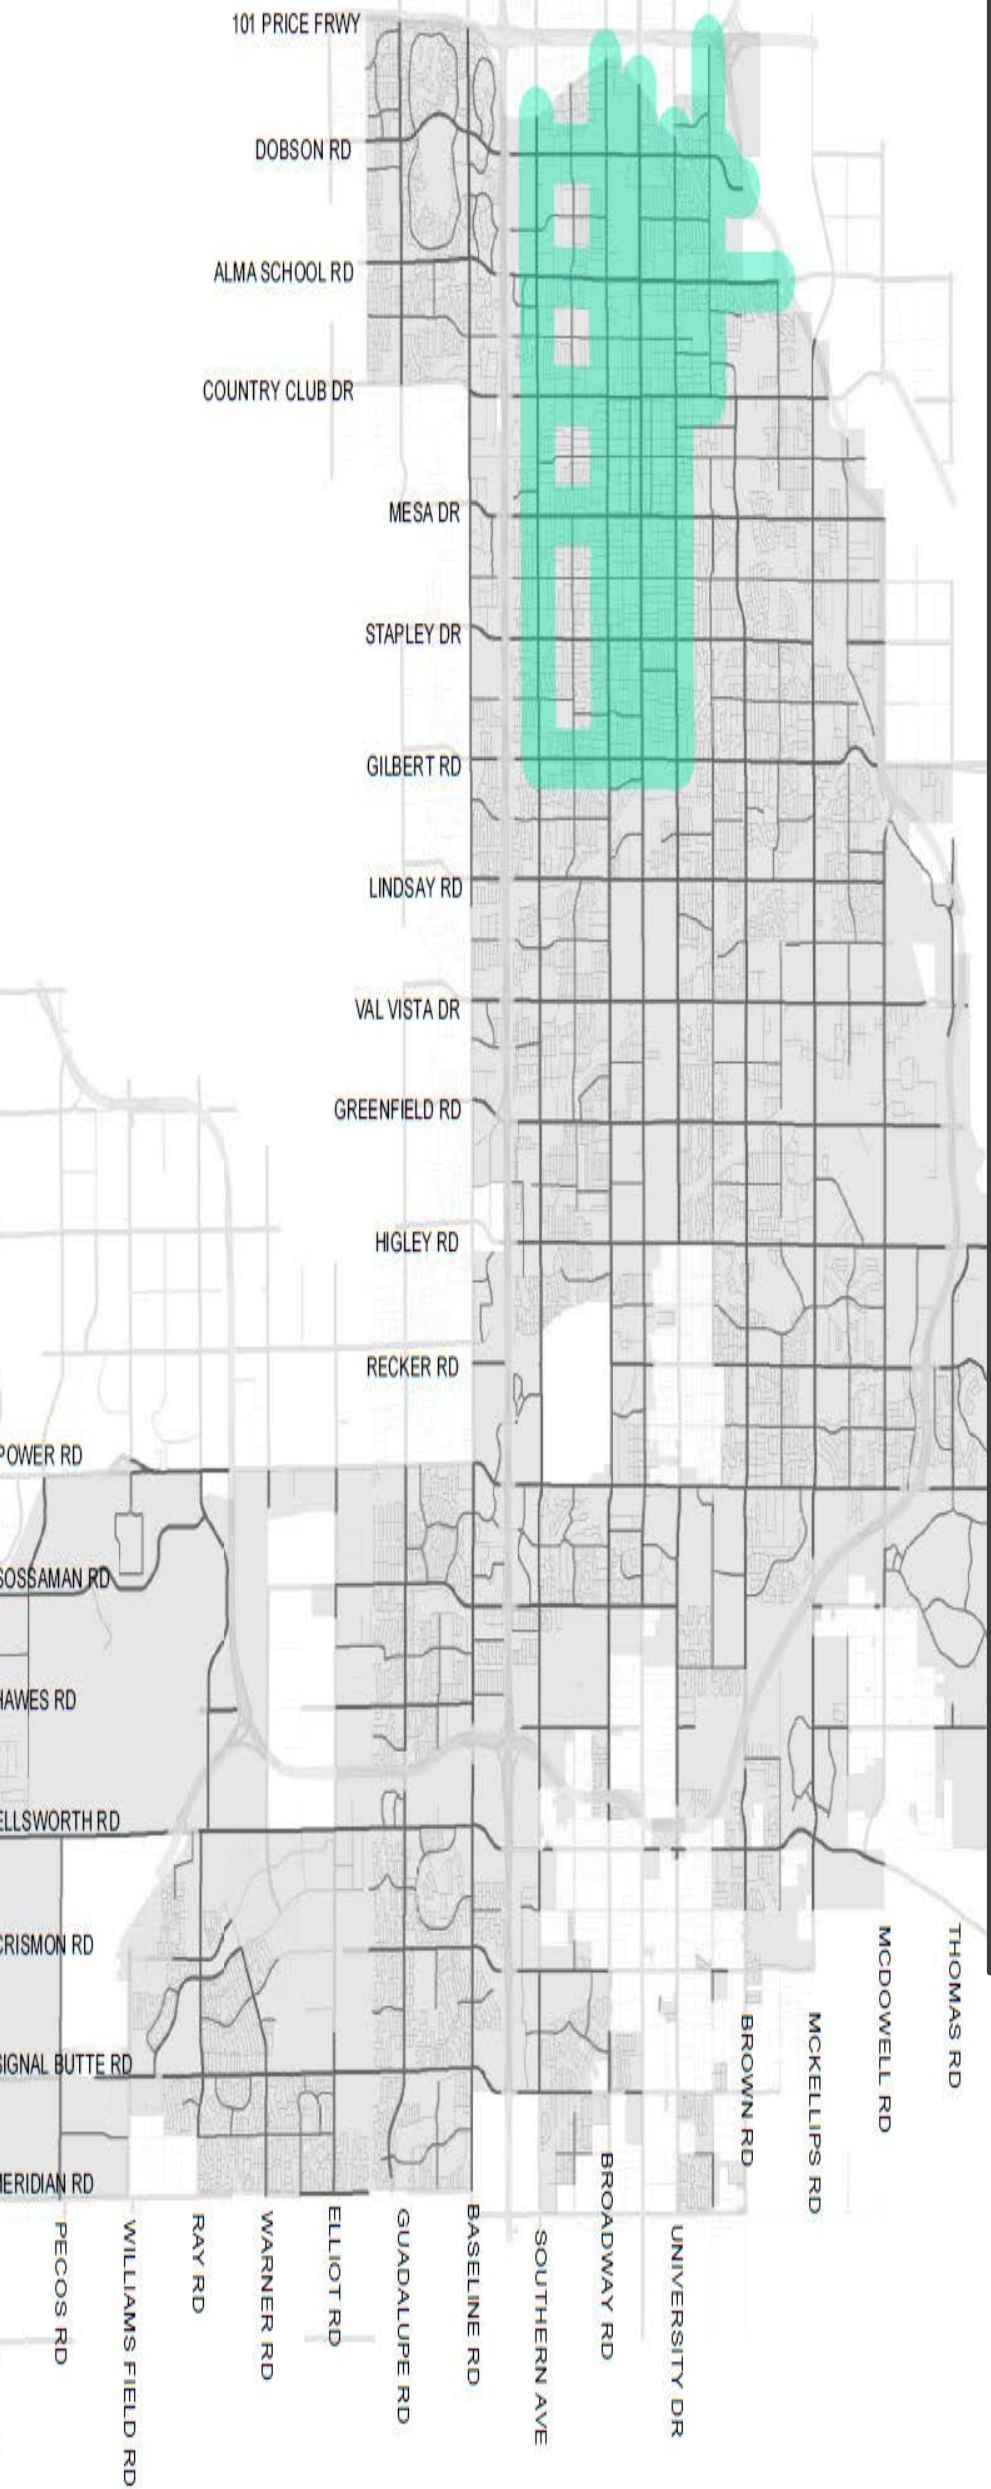 101 PRICE FRWY
DOBSON RD
ALMA SCHOOL RD
COUNTRY CLUB DR
MESA DR
STAPLEY DR
GILBERT RD
LINDSAY RD
VAL VISTA DR
GREENFIELD RD
HIGLEY RD
RECKER RD
POWER RD
SOSSAMAN RD
HAWES RD
ELLSWORTH RD
CRISMON RD
SIGNAL BUTTE RD
MERIDIAN RD
PECOS RD
WILLIAMS FIELD RD
RAY RD
WARNER RD
ELLIOT RD
GUADALUPE RD
BASELINE RD
SOUTHERN AVE
BROADWAY RD
UNIVERSITY DR
BROWN RD
MCKELLIPS RD
MCDOWELL RD
THOMAS RD